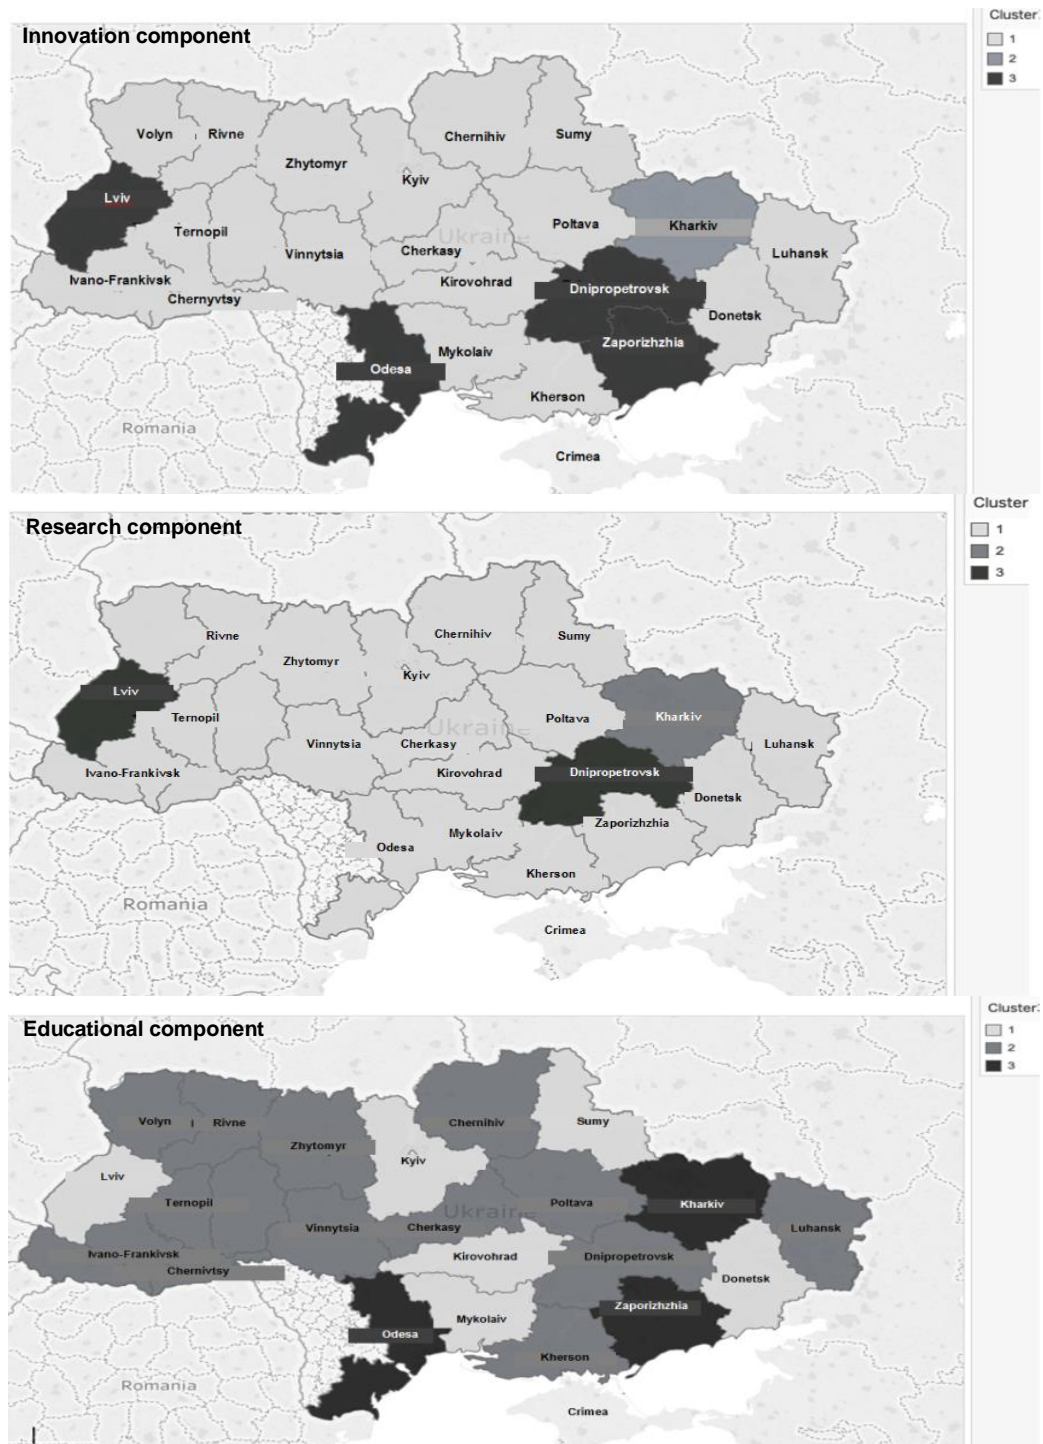 Innovation component
Cluster:
1
2
3
Volyn
Rivne
Chernihiv
Sumy
Zhytomyr
Kyiv
Lviv
Ternopil
Poltava
Kharkiv
Ukraine
Vinnytsia
Cherkasy
Luhansk
Ivano-Frankivsk
Kirovohrad
Dnipropetrovsk
Chernyvtsy
Donetsk
Zaporizhzhia
Mykolaiv
Odesa
Kherson
Romania
Crimea
Research component
Cluster
1
2
3
Rivne
Chernihiv
Sumy
Zhytomyr
Kyiv
Lviv
Ternopil
Poltava
Kharkiv
Ukraine
Vinnytsia
Cherkasy
Luhansk
Ivano-Frankivsk
Kirovohrad
Dnipropetrovsk
Donetsk
Zaporizhzhia
Mykolaiv
Odesa
Kherson
Romania
Crimea
Educational component
Cluster:
1
2
3
Volyn
Rivne
Chernihiv
Sumy
Zhytomyr
Kyiv
Lviv
Ternopil
Poltava
Kharkiv
Ukraine
Vinnytsia
Cherkasy
Luhansk
Ivano-Frankivsk
Kirovohrad
Dnipropetrovsk
Chernivtsy
Donetsk
Zaporizhzhia
Mykolaiv
Odesa
Kherson
Romania
Crimea